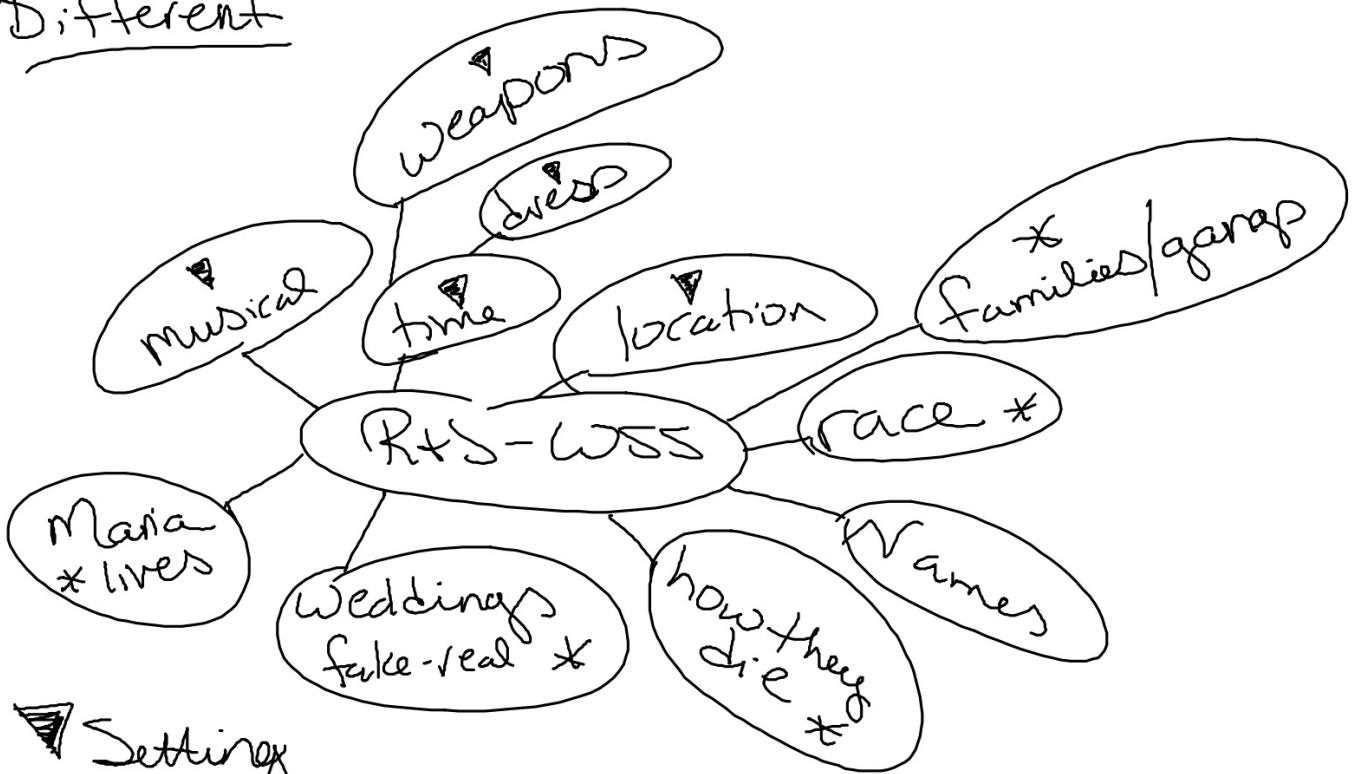 Different
weapons
dress
musical
time
location
* families/gangs
race *
R+J-WSS
Maria
* lives
weddings
fake-real *
how they
die *
Names
Setting